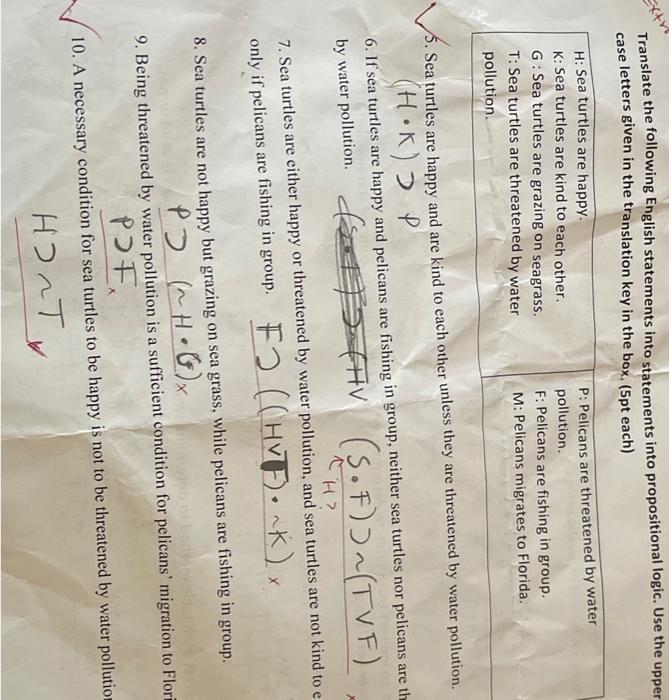 Extra
Translate the following English statements into statements into propositional logic. Use the upper
case letters given in the translation key in the box. (5pt each)
H: Sea turtles are happy.
K: Sea turtles are kind to each other.
G: Sea turtles are grazing on seagrass.
T: Sea turtles are threatened by water
pollution.
P: Pelicans are threatened by water
pollution.
F: Pelicans are fishing in group.
M: Pelicans migrates to Florida.
5. Sea turtles are happy and are kind to each other unless they are threatened by water pollution.
(H • K) ⊃ P
6. If sea turtles are happy and pelicans are fishing in group, neither sea turtles nor pelicans are th
by water pollution. (S • F) ⊃ ~(T V F) x
↑ H?
7. Sea turtles are either happy or threatened by water pollution, and sea turtles are not kind to e
only if pelicans are fishing in group. F ⊃ ((H V T) • ~K) x
8. Sea turtles are not happy but grazing on sea grass, while pelicans are fishing in group.
P ⊃ (~H • G) x
9. Being threatened by water pollution is a sufficient condition for pelicans' migration to Flori
P ⊃ F x
10. A necessary condition for sea turtles to be happy is not to be threatened by water pollution
H ⊃ ~T